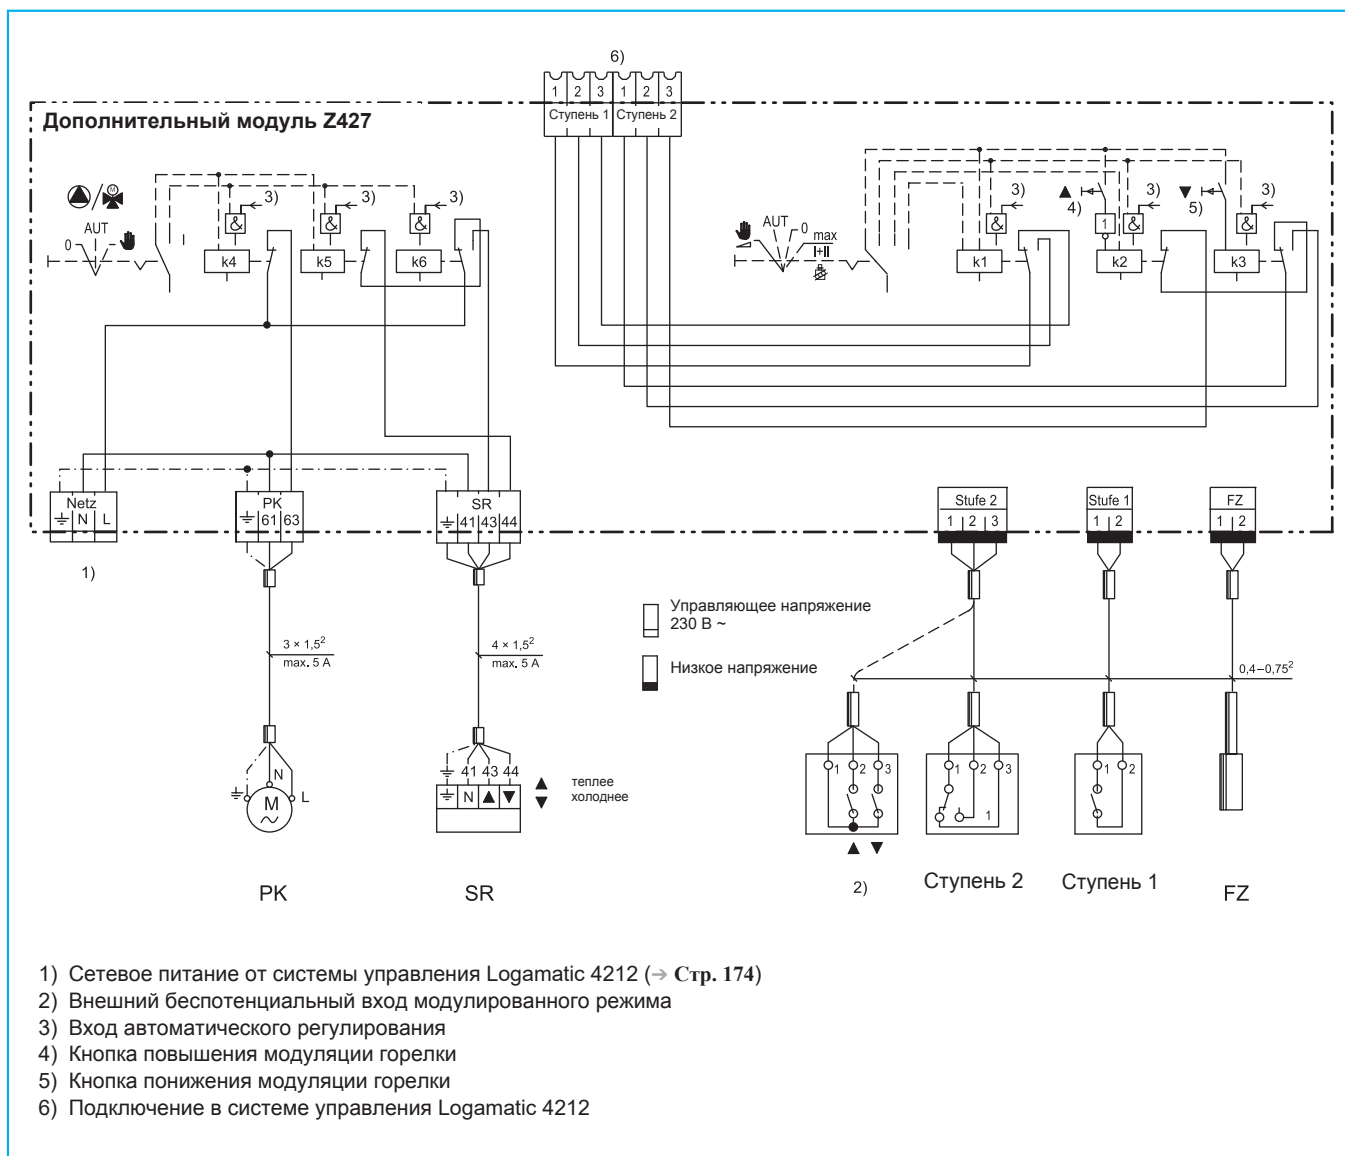 6)
1 2 3 1 2 3
Ступень 1 Ступень 2
Дополнительный модуль Z427
M
3) 3) 3)
& & &
0 AUT
k4 k5 k6
AUT 0 max
3) 4) 3) 5) 3)
& 1 & &
k1 k2 k3
Netz
N L
PK
61 63
SR
41 43 44
Stufe 2
1 2 3
Stufe 1
1 2
FZ
1 2
1)
Управляющее напряжение
230 В ~
Низкое напряжение
3 × 1,5²
max. 5 A
4 × 1,5²
max. 5 A
0,4–0,75²
N
M
~
L
41 43 44
N
теплее
холоднее
1 2 3
1 2 3
1
1 2
PK
SR
2)
Ступень 2
Ступень 1
FZ
1) Сетевое питание от системы управления Logamatic 4212 (→ Стр. 174)
2) Внешний беспотенциальный вход модулированного режима
3) Вход автоматического регулирования
4) Кнопка повышения модуляции горелки
5) Кнопка понижения модуляции горелки
6) Подключение в системе управления Logamatic 4212